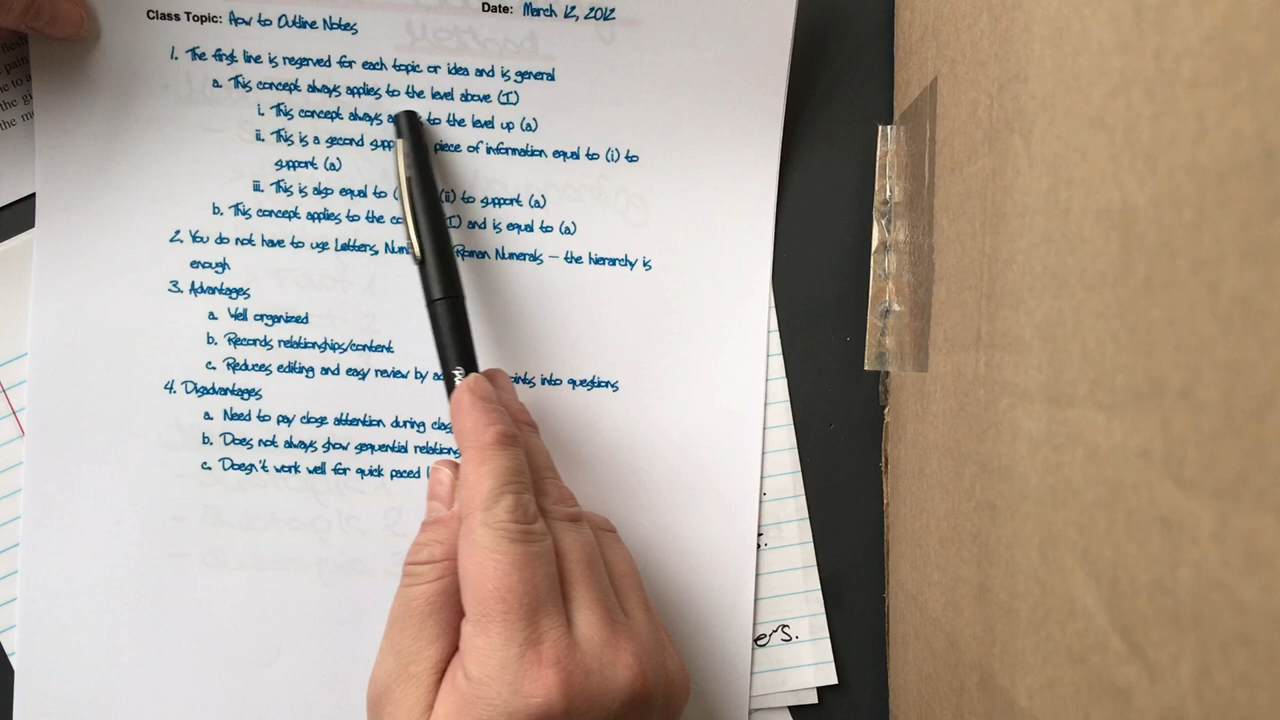 Class Topic: How to Outline Notes
Date: March 12, 2012
1. The first line is reserved for each topic or idea and is general
a. This concept always applies to the level above (I)
i. This concept always to the level up (a)
ii. This is a second piece of information equal to (i) to
support (a)
iii. This is also equal to (ii) to support (a)
b. This concept applies to the (I) and is equal to (a)
2. You do not have to use Letters, Roman Numerals – the hierarchy is
enough
3. Advantages
a. Well organized
b. Records relationships/content
c. Reduces editing and easy review by into questions
4. Disadvantages
a. Need to pay close attention during
b. Does not always show sequential
c. Doesn't work well for quick paced